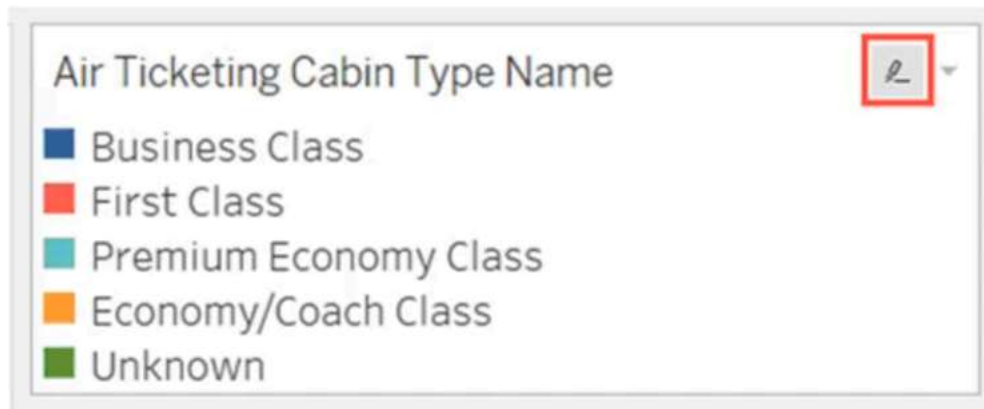 Air Ticketing Cabin Type Name
Business Class
First Class
Premium Economy Class
Economy/Coach Class
Unknown